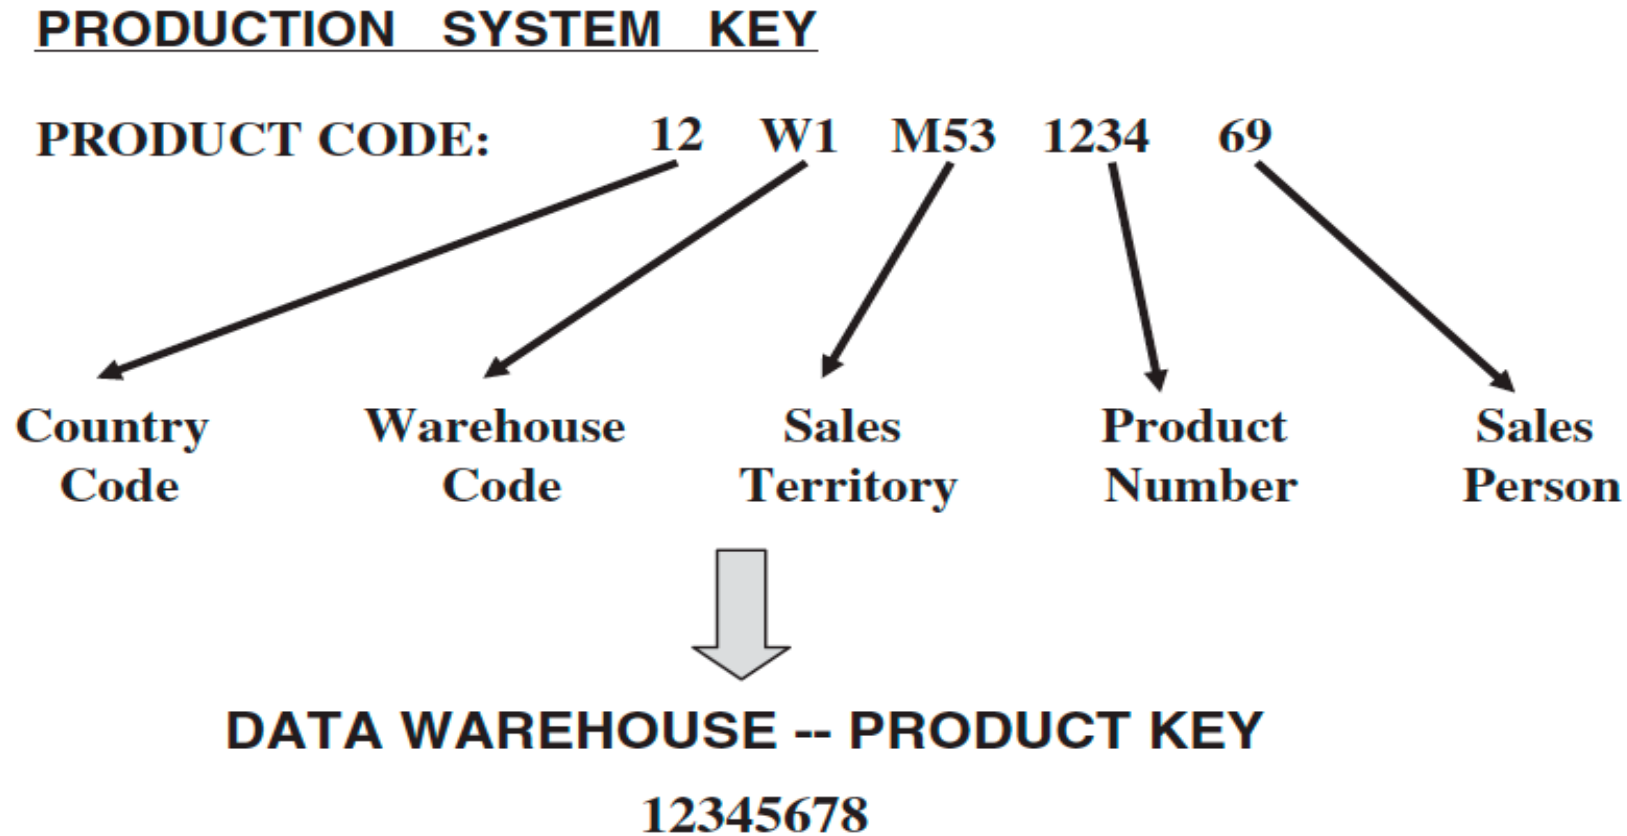 PRODUCTION SYSTEM KEY
PRODUCT CODE: 12 W1 M53 1234 69
Country Code
Warehouse Code
Sales Territory
Product Number
Sales Person
DATA WAREHOUSE -- PRODUCT KEY
12345678